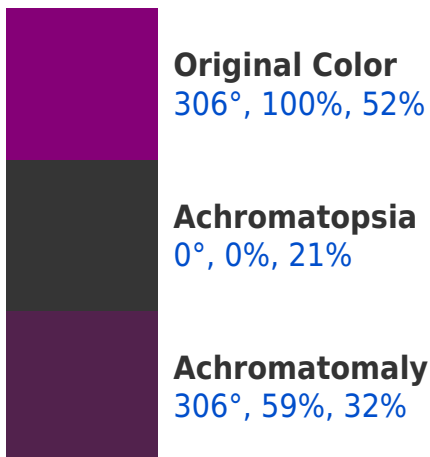 Original Color
306°, 100%, 52%
Achromatopsia
0°, 0%, 21%
Achromatomaly
306°, 59%, 32%